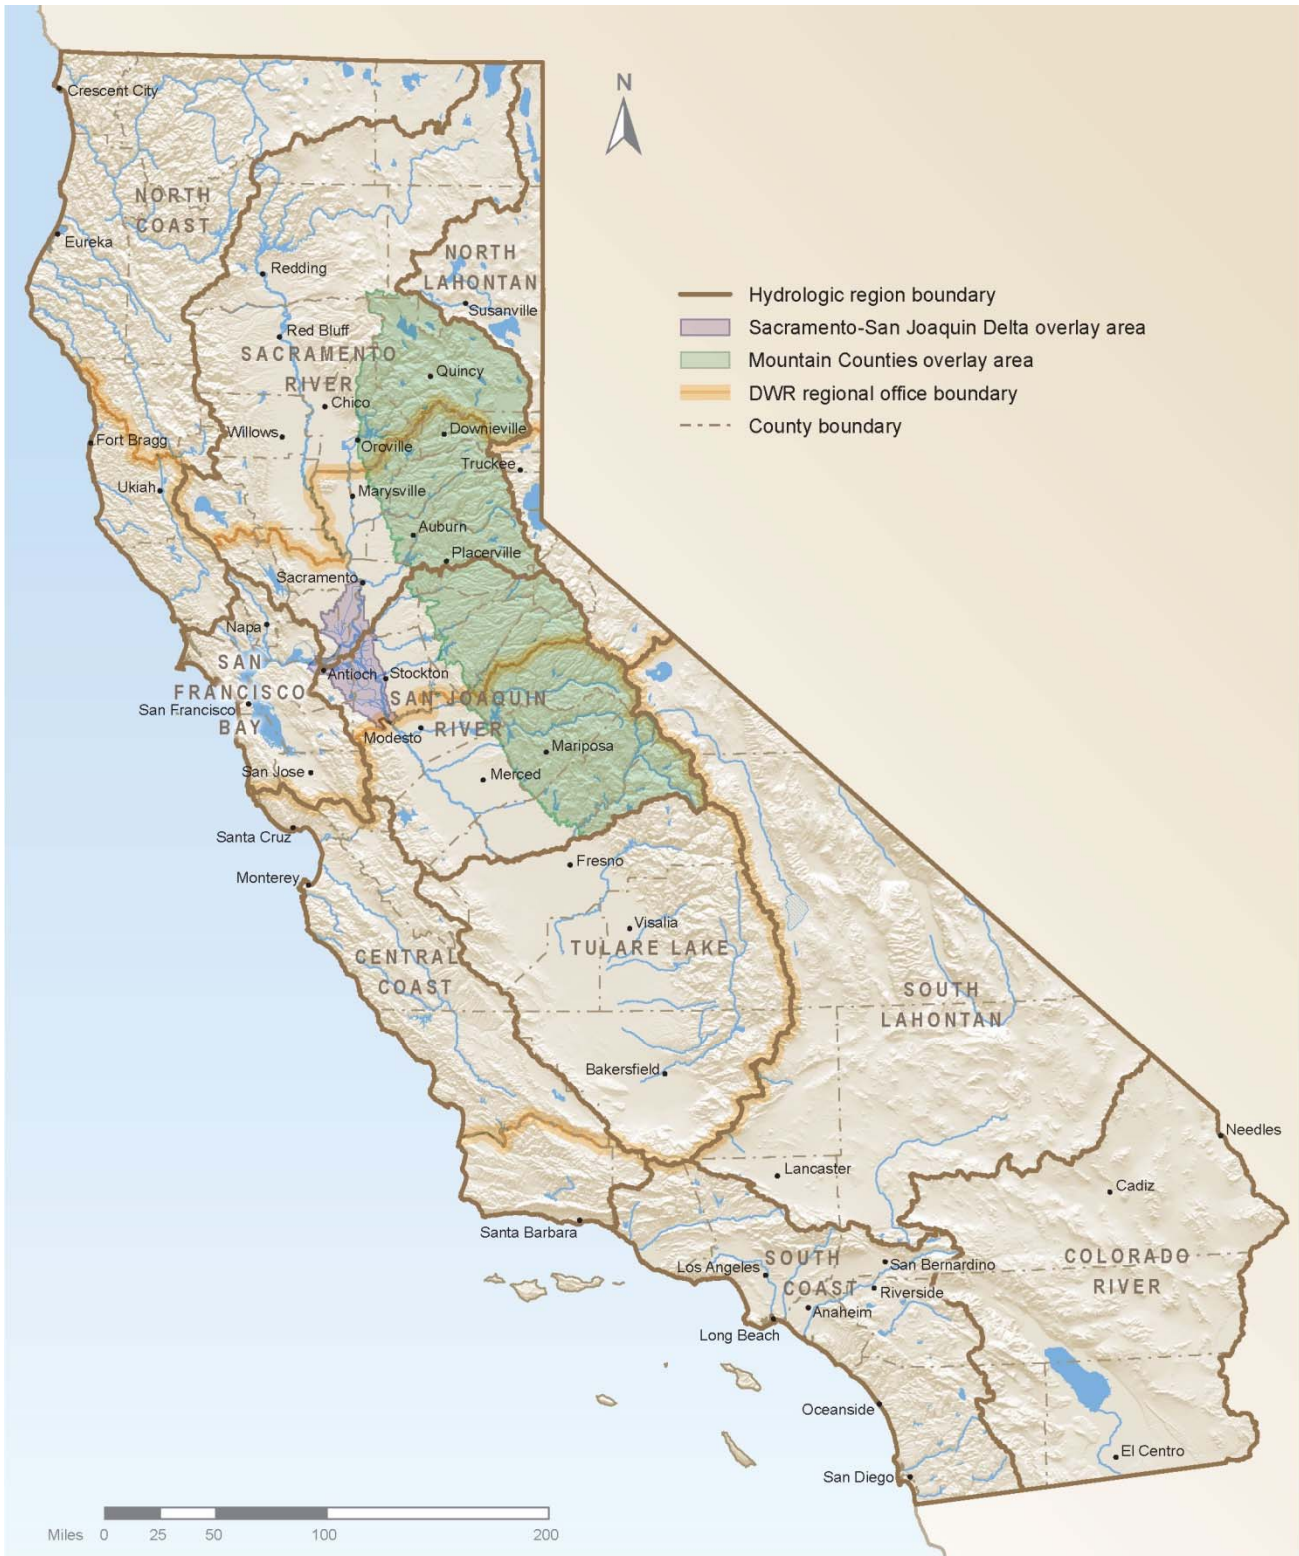 N
Crescent City
NORTH
COAST
Eureka
NORTH
LAHONTAN
Redding
Susanville
Hydrologic region boundary
Sacramento-San Joaquin Delta overlay area
Mountain Counties overlay area
DWR regional office boundary
County boundary
Red Bluff
SACRAMENTO
RIVER
Quincy
Chico
Willows
Oroville
Downieville
Fort Bragg
Truckee
Ukiah
Marysville
Auburn
Placerville
Sacramento
Napa
SAN
FRANCISCO
BAY
Antioch
Stockton
SAN JOAQUIN
RIVER
San Francisco
Modesto
Mariposa
San Jose
Merced
Santa Cruz
Fresno
Monterey
Visalia
TULARE LAKE
CENTRAL
COAST
SOUTH
LAHONTAN
Bakersfield
Needles
Lancaster
Cadiz
Santa Barbara
Los Angeles
SOUTH
COAST
San Bernardino
Riverside
COLORADO
RIVER
Anaheim
Long Beach
Oceanside
El Centro
San Diego
Miles 0 25 50 100 200